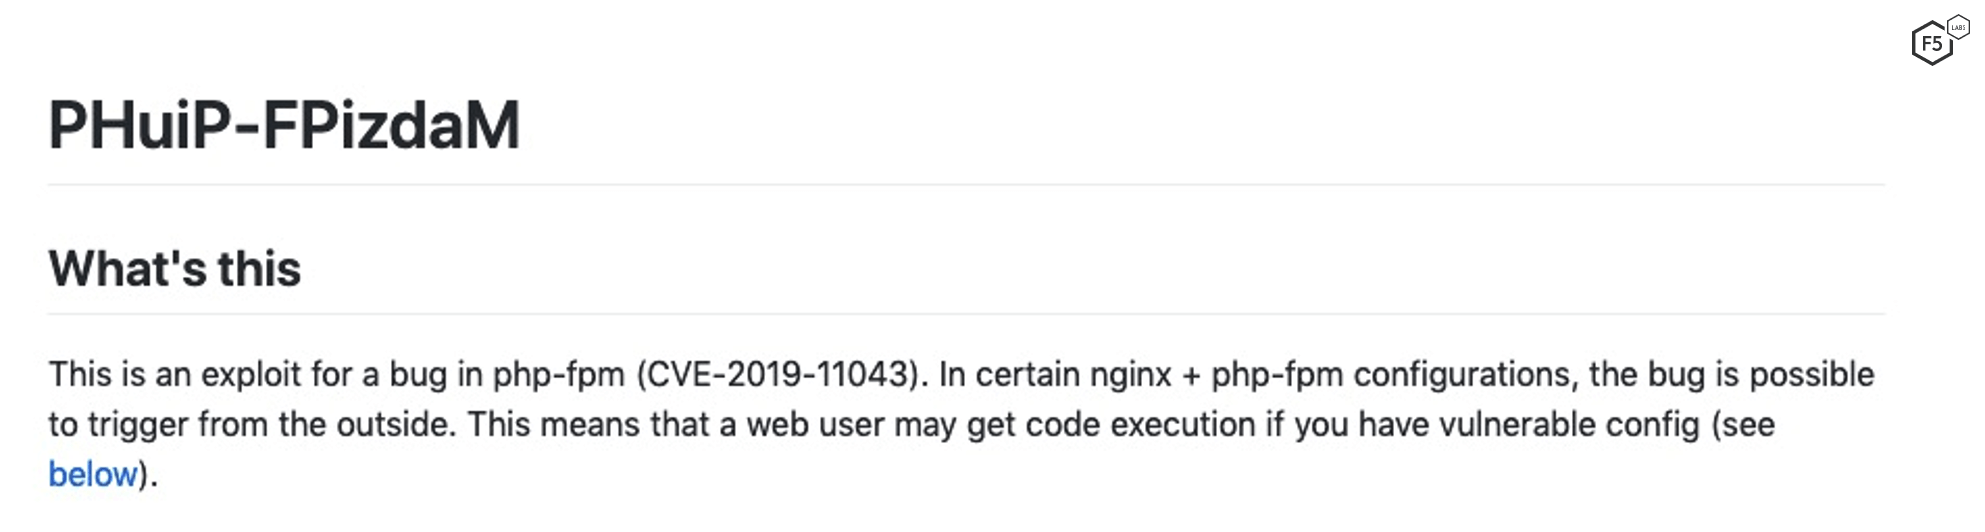 F5 LABS
PHuiP-FPizdaM
What's this
This is an exploit for a bug in php-fpm (CVE-2019-11043). In certain nginx + php-fpm configurations, the bug is possible
to trigger from the outside. This means that a web user may get code execution if you have vulnerable config (see
below).